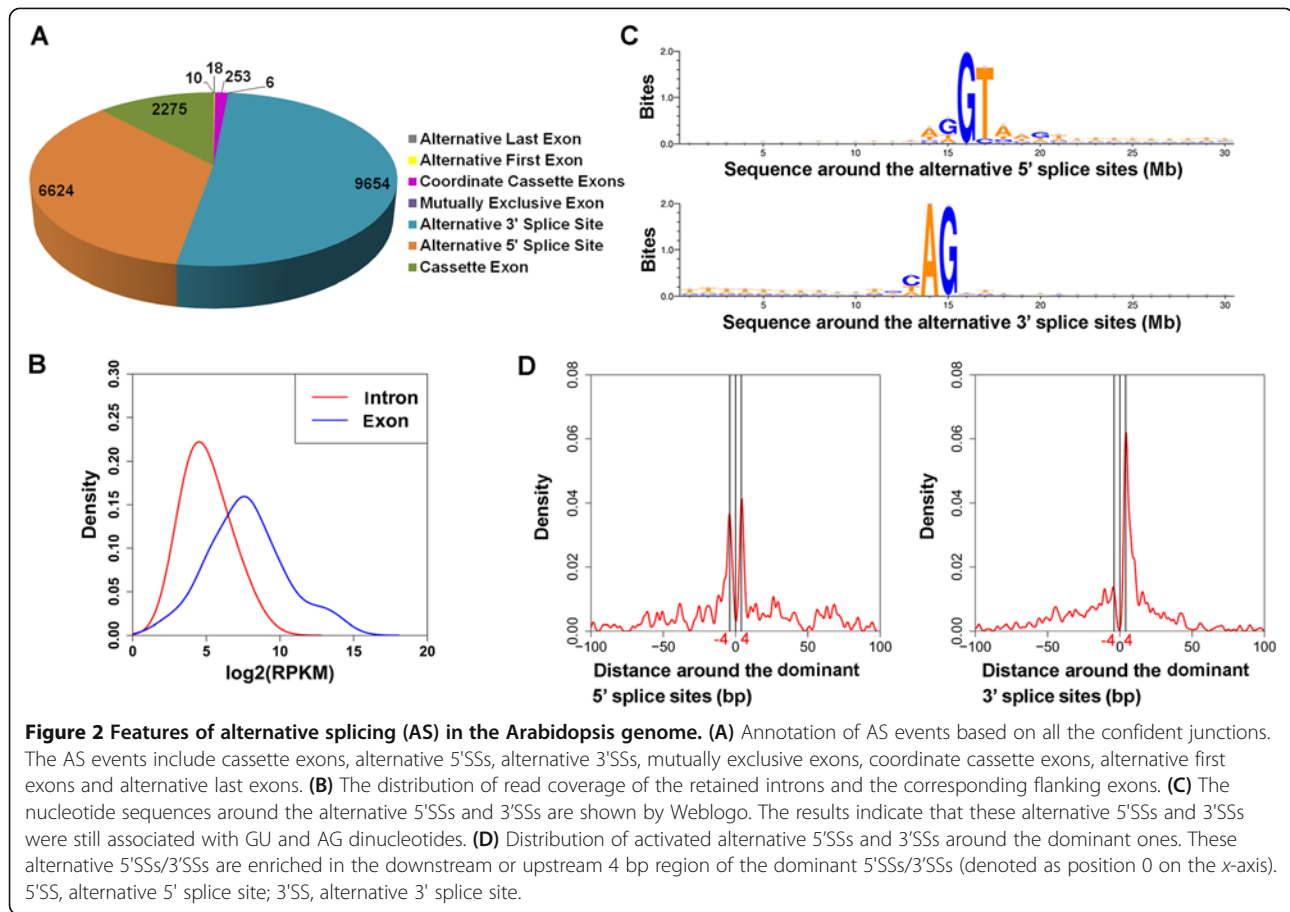 A
10
18
253
6
2275
6624
9654
Alternative Last Exon
Alternative First Exon
Coordinate Cassette Exons
Mutually Exclusive Exon
Alternative 3' Splice Site
Alternative 5' Splice Site
Cassette Exon
C
Bites
2.0
1.0
0.0
A G G T A A G
C
5 10 15 20 25 30
Sequence around the alternative 5' splice sites (Mb)
Bites
2.0
1.0
0.0
C A G
T
5 10 15 20 25 30
Sequence around the alternative 3' splice sites (Mb)
B
Density
0.30
0.25
0.20
0.15
0.10
0.05
0.00
Intron
Exon
0 5 10 15 20
log2(RPKM)
D
Density
0.08
0.06
0.04
0.02
0.00
−100 −50 0 50 100
-4 4
Distance around the dominant
5' splice sites (bp)
Density
0.08
0.06
0.04
0.02
0.00
−100 −50 0 50 100
-4 4
Distance around the dominant
3' splice sites (bp)
Figure 2 Features of alternative splicing (AS) in the Arabidopsis genome. (A) Annotation of AS events based on all the confident junctions.
The AS events include cassette exons, alternative 5'SSs, alternative 3'SSs, mutually exclusive exons, coordinate cassette exons, alternative first
exons and alternative last exons. (B) The distribution of read coverage of the retained introns and the corresponding flanking exons. (C) The
nucleotide sequences around the alternative 5'SSs and 3'SSs are shown by Weblogo. The results indicate that these alternative 5'SSs and 3'SSs
were still associated with GU and AG dinucleotides. (D) Distribution of activated alternative 5'SSs and 3'SSs around the dominant ones. These
alternative 5'SSs/3'SSs are enriched in the downstream or upstream 4 bp region of the dominant 5'SSs/3'SSs (denoted as position 0 on the x-axis).
5'SS, alternative 5' splice site; 3'SS, alternative 3' splice site.